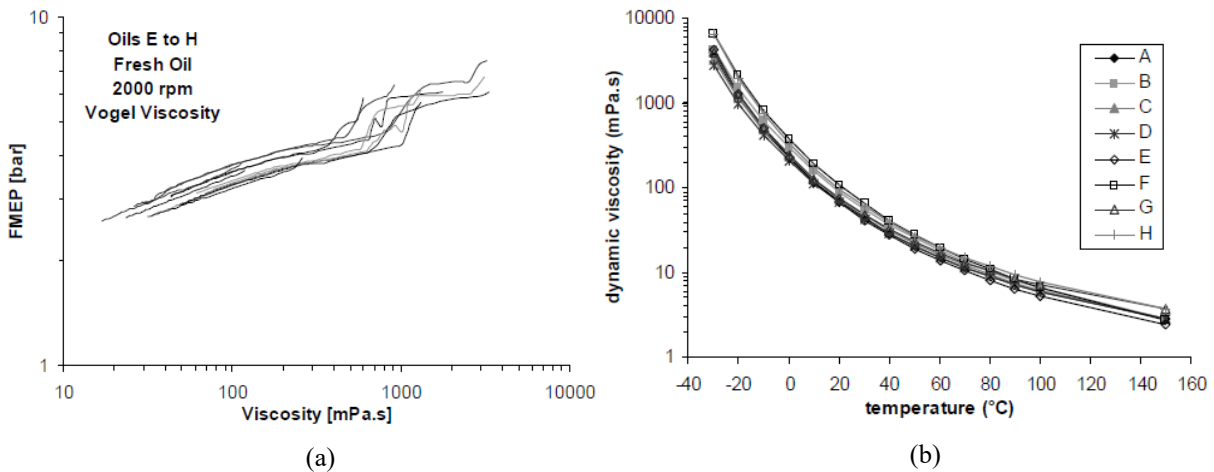 10
Oils E to H
Fresh Oil
2000 rpm
Vogel Viscosity
FMEP [bar]
1
10
100
1000
10000
Viscosity [mPa.s]
(a)
10000
1000
100
10
1
dynamic viscosity (mPa.s)
A
B
C
D
E
F
G
H
-40
-20
0
20
40
60
80
100
120
140
160
temperature (°C)
(b)